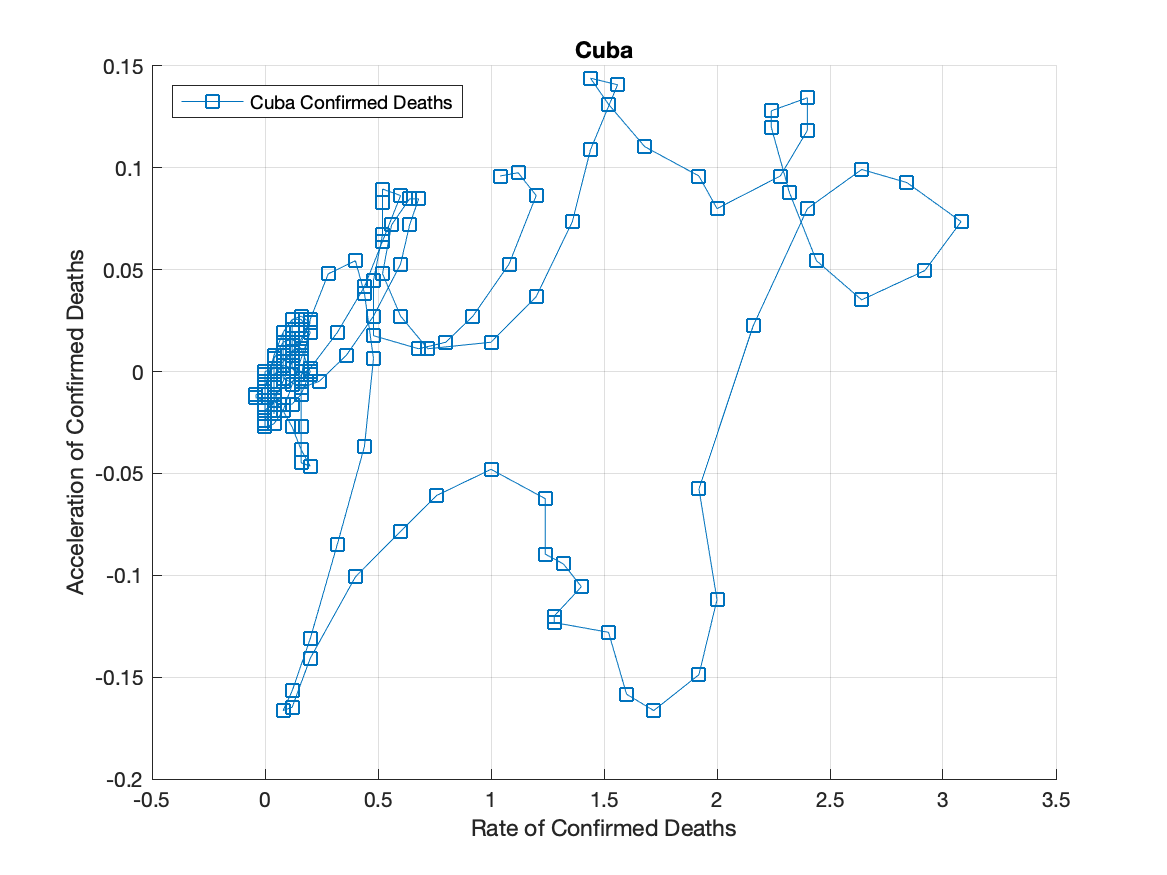 Cuba
Cuba Confirmed Deaths
0.15
0.1
0.05
0
-0.05
-0.1
-0.15
-0.2
Acceleration of Confirmed Deaths
-0.5 0 0.5 1 1.5 2 2.5 3 3.5
Rate of Confirmed Deaths